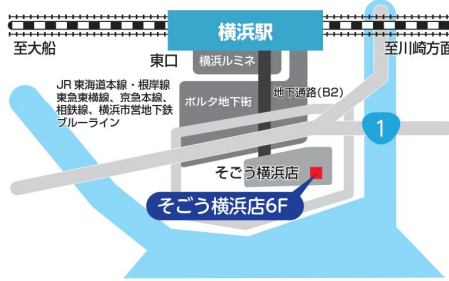 横浜駅
至大船
至川崎方面
東口
横浜ルミネ
JR東海道本線・根岸線
東急東横線、京急本線、
相鉄線、横浜市営地下鉄
ブルーライン
ポルタ地下街
地下通路(B2)
1
そごう横浜店
そごう横浜店6F